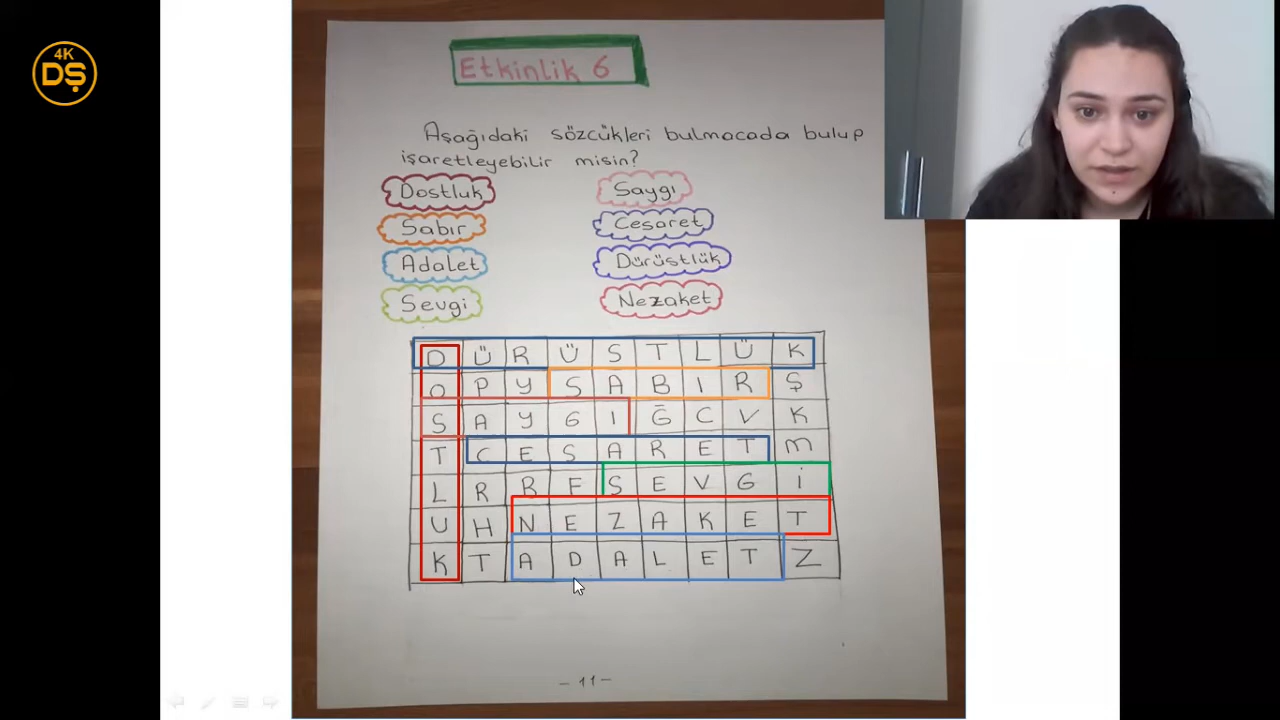 4K
DŞ
Etkinlik 6
Aşağıdaki sözcükleri bulmacada bulup
işaretleyebilir misin?
Dostluk Saygı
Sabır Cesaret
Adalet Dürüstlük
Sevgi Nezaket
D Ü R Ü S T L Ü K
O P Y S A B I R Ş
S A Y G I Ğ C V K
T C E S A R E T M
L R B F S E V G İ
U H N E Z A K E T
K T A D A L E T Z
- 11 -